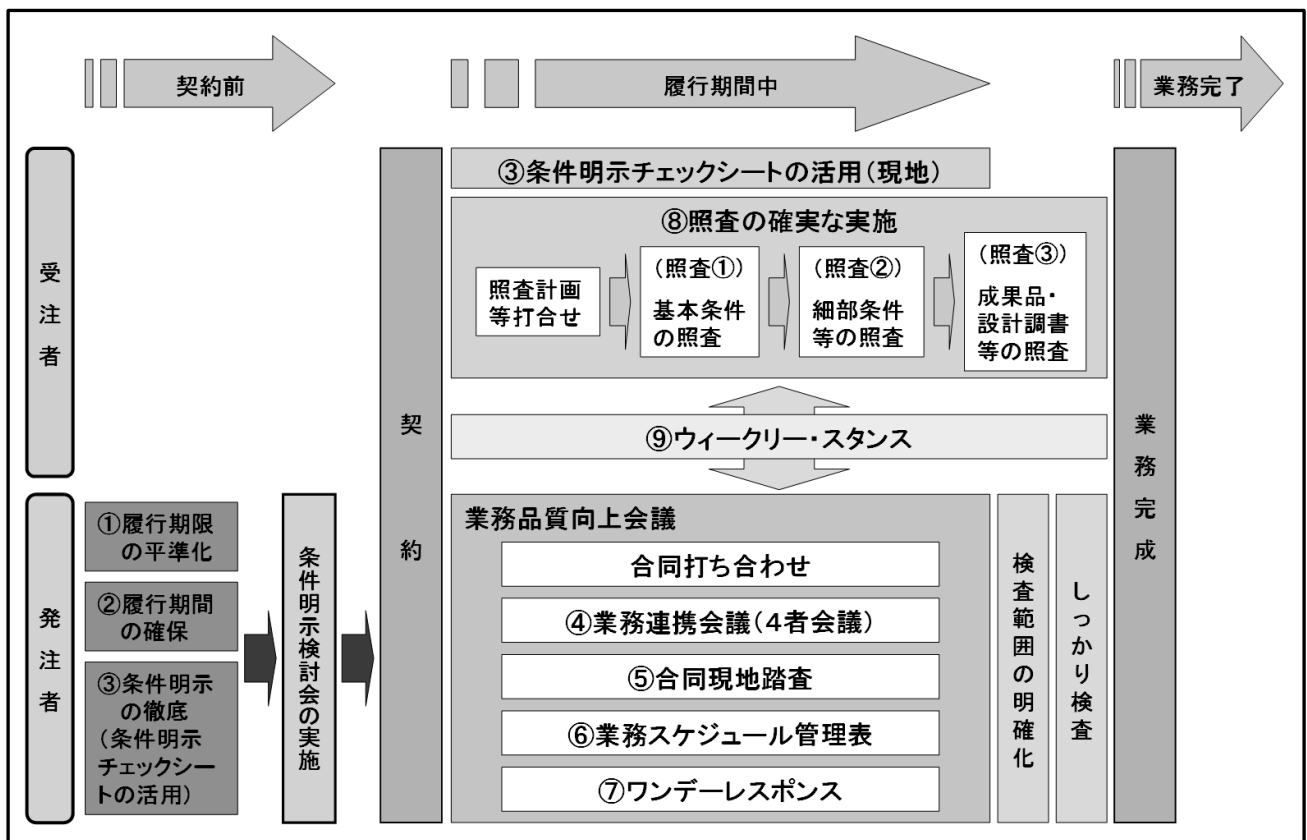 契約前
履行期間中
業務完了
受注者
契約
③条件明示チェックシートの活用（現地）
⑧照査の確実な実施
照査計画
等打合せ
（照査①）
基本条件
の照査
（照査②）
細部条件
等の照査
（照査③）
成果品・
設計調書
等の照査
⑨ウィークリー・スタンス
業務完成
発注者
①履行期限
の平準化
②履行期間
の確保
③条件明示
の徹底
（条件明示
チェックシー
トの活用）
条件明示検討会の実施
業務品質向上会議
合同打ち合わせ
④業務連携会議（４者会議）
⑤合同現地踏査
⑥業務スケジュール管理表
⑦ワンデーレスポンス
検査範囲の明確化
しっかり検査